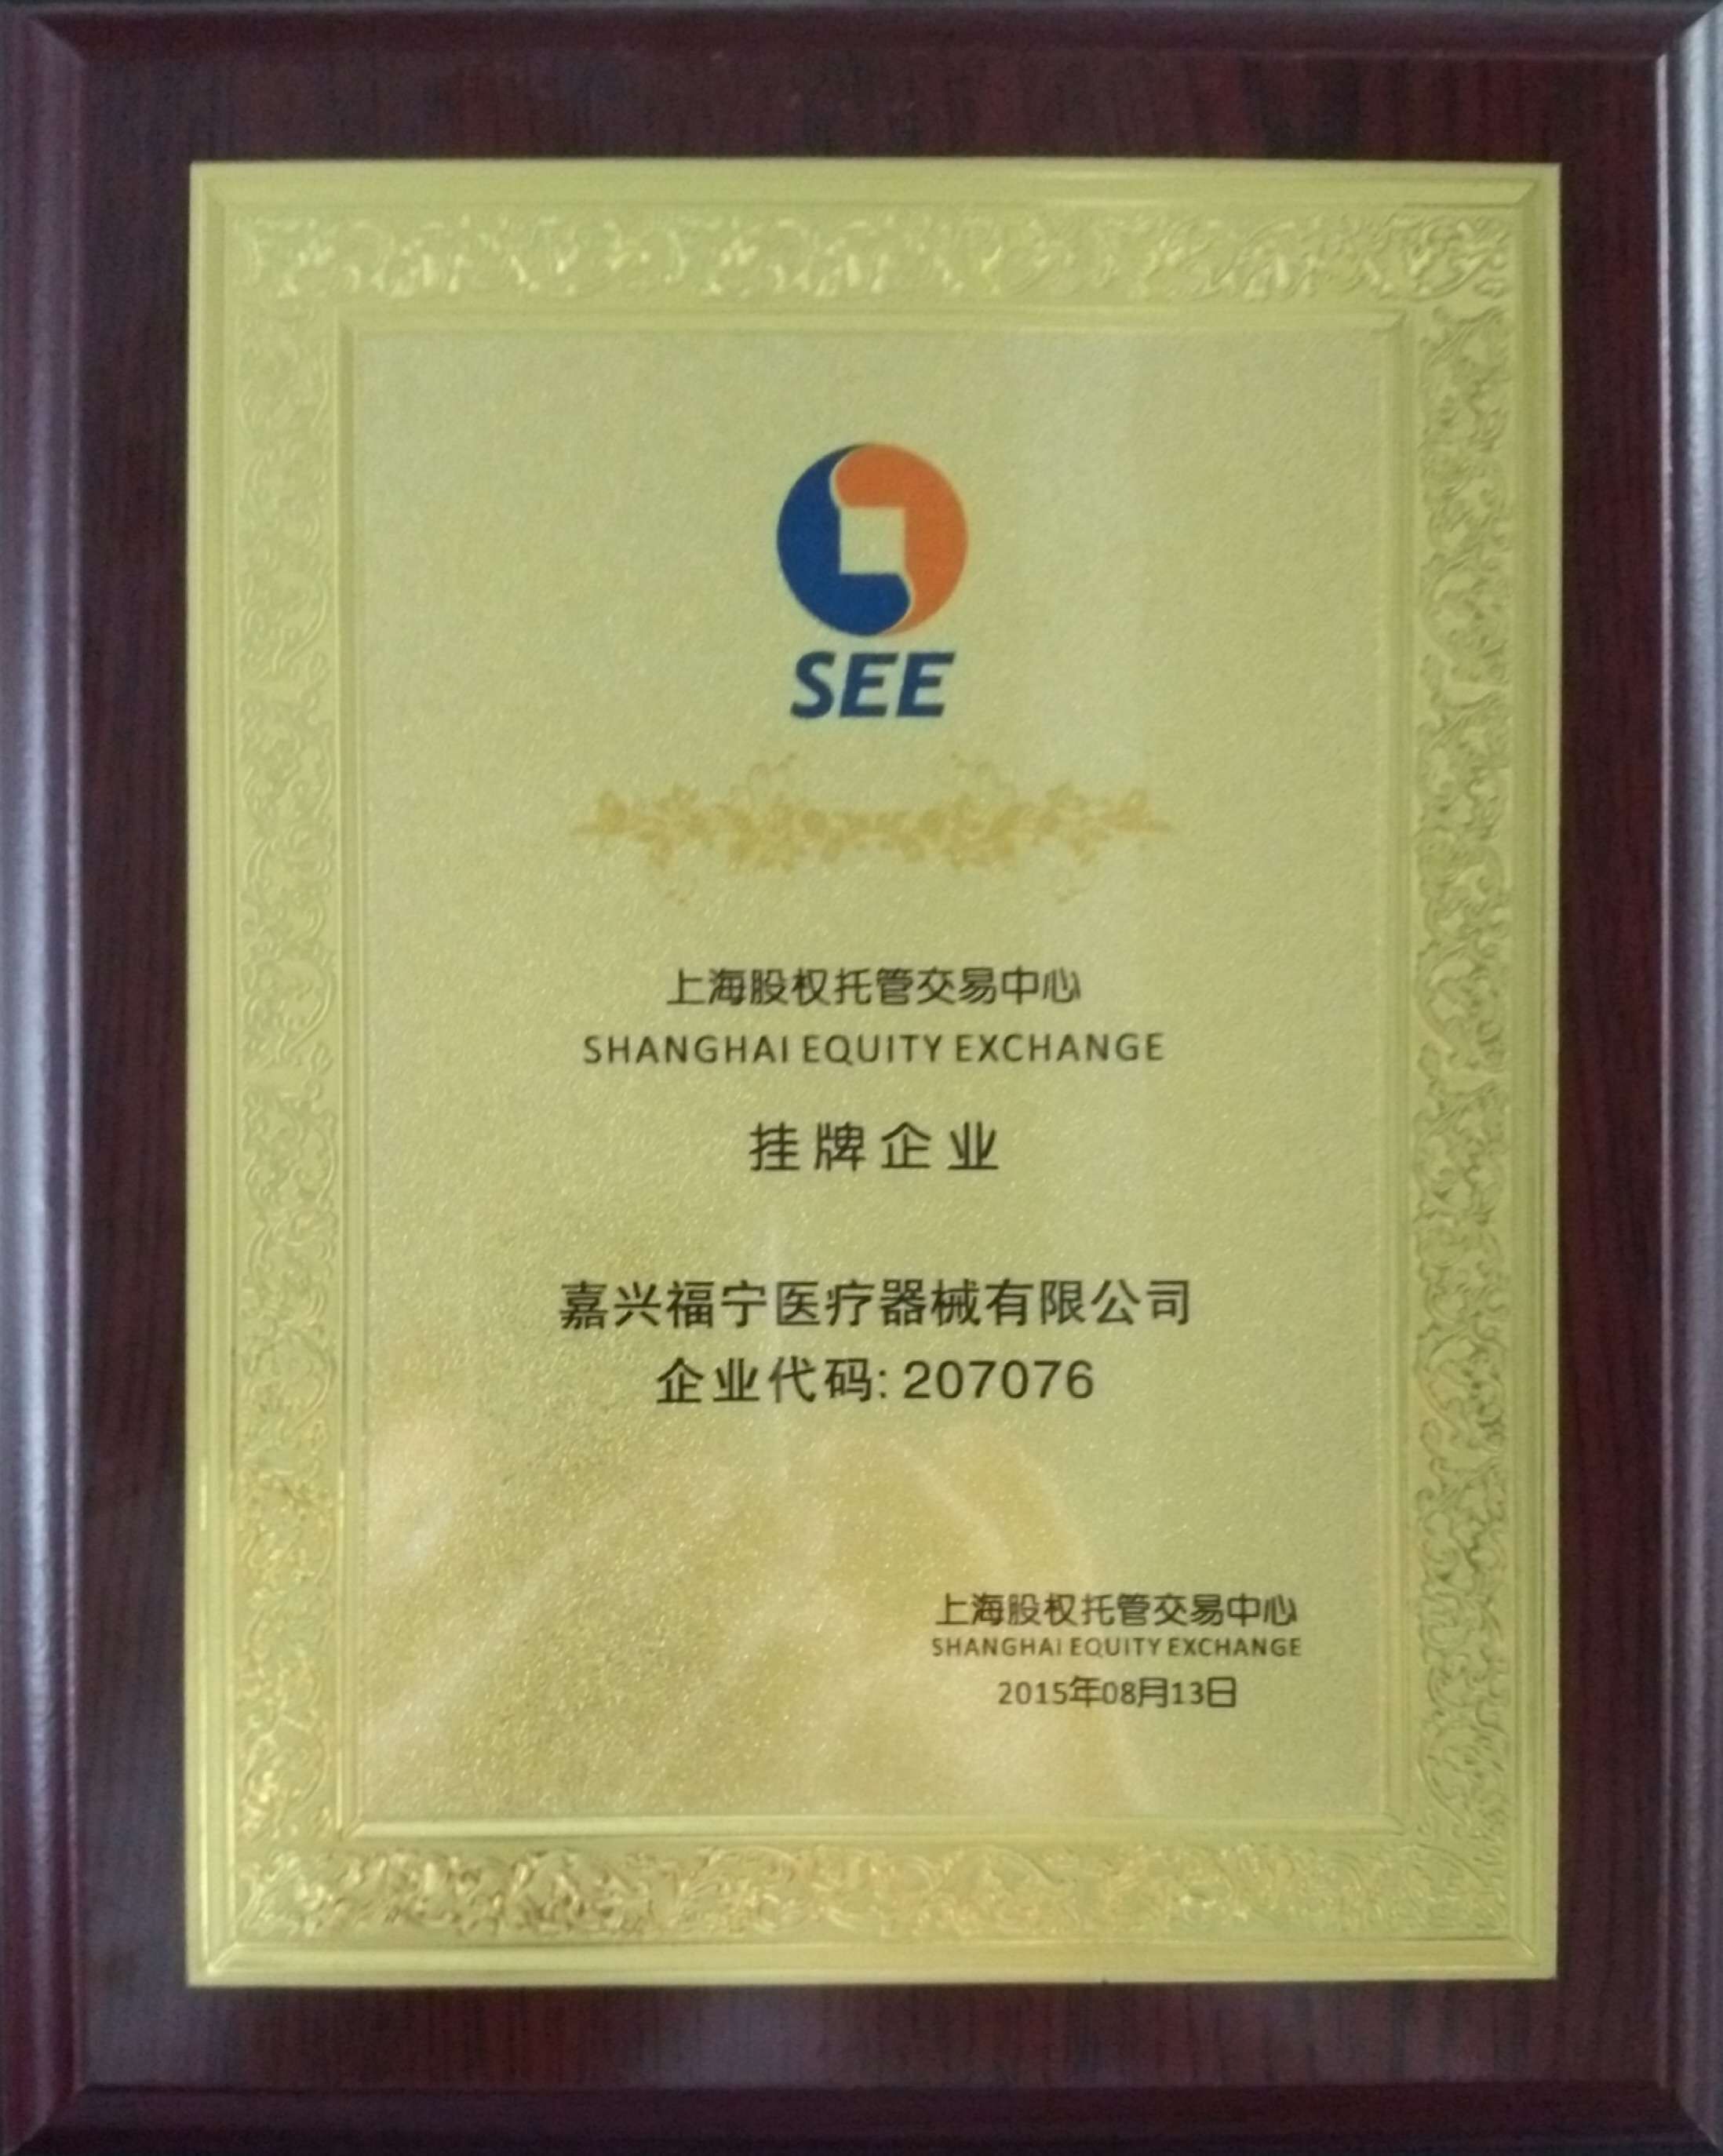 SEE
上海股权托管交易中心
SHANGHAI EQUITY EXCHANGE
挂牌企业
嘉兴福宁医疗器械有限公司
企业代码: 207076
上海股权托管交易中心
SHANGHAI EQUITY EXCHANGE
2015年08月13日